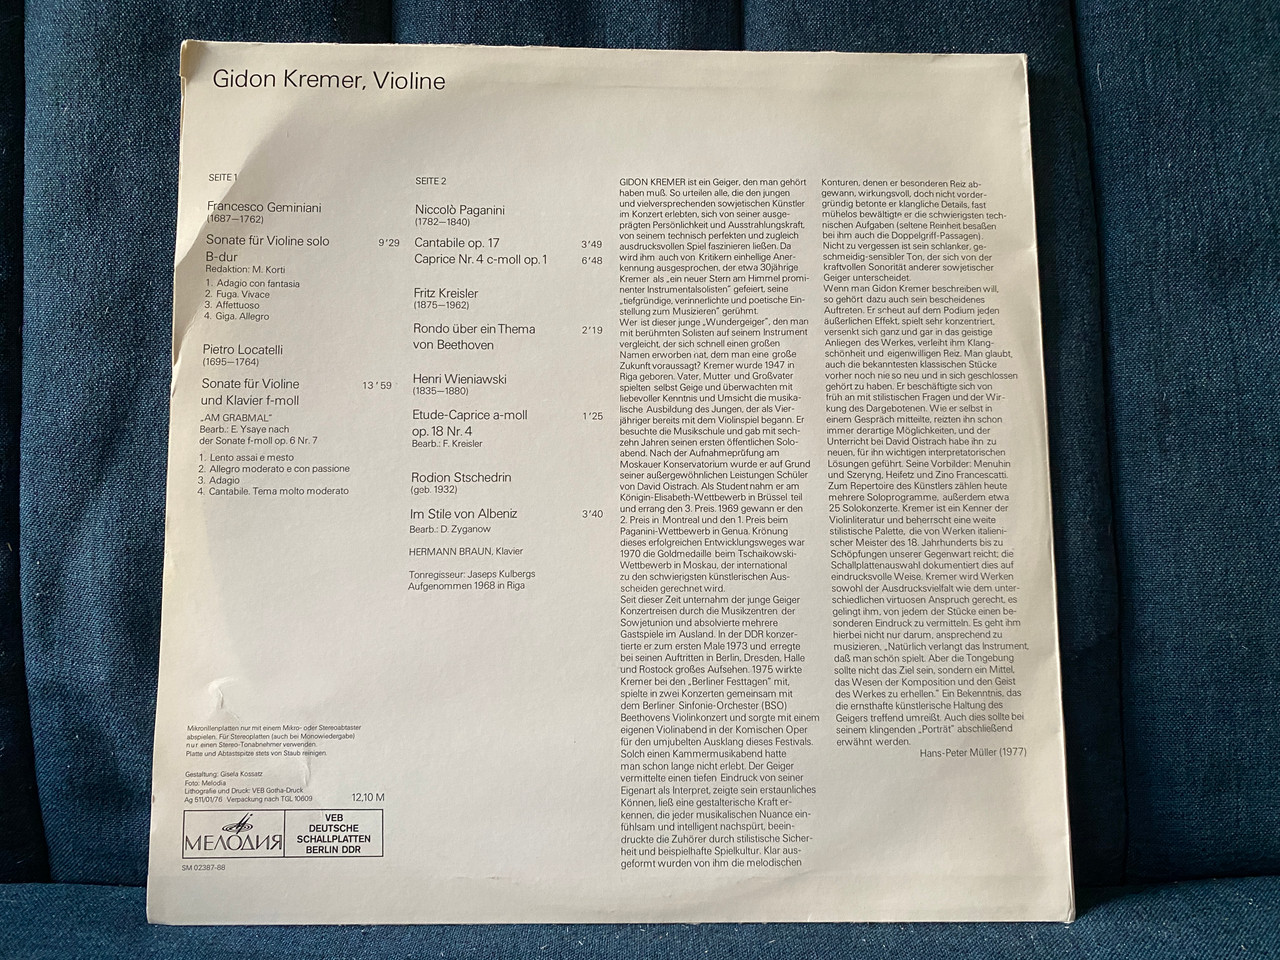 Gidon Kremer, Violine
SEITE 1
Francesco Geminiani
(1687—1762)
Sonate für Violine solo 9'29
B-dur
Redaktion: M. Korti
1. Adagio con fantasia
2. Fuga. Vivace
3. Affettuoso
4. Giga. Allegro
Pietro Locatelli
(1695—1764)
Sonate für Violine 13'59
und Klavier f-moll
„AM GRABMAL“
Bearb.: E. Ysaye nach
der Sonate f-moll op. 6 Nr. 7
1. Lento assai e mesto
2. Allegro moderato e con passione
3. Adagio
4. Cantabile. Tema molto moderato
SEITE 2
Niccolò Paganini
(1782—1840)
Cantabile op. 17 3'49
Caprice Nr. 4 c-moll op. 1 6'48
Fritz Kreisler
(1875—1962)
Rondo über ein Thema 2'19
von Beethoven
Henri Wieniawski
(1835—1880)
Etude-Caprice a-moll 1'25
op. 18 Nr. 4
Bearb.: F. Kreisler
Rodion Stschedrin
(geb. 1932)
Im Stile von Albeniz 3'40
Bearb.: D. Zyganow
HERMANN BRAUN, Klavier
Tonregisseur: Jaseps Kulbergs
Aufgenommen 1968 in Riga
GIDON KREMER ist ein Geiger, den man gehört
haben muß. So urteilen alle, die den jungen
und vielversprechenden sowjetischen Künstler
im Konzert erlebten, sich von seiner ausge-
prägten Persönlichkeit und Ausstrahlungskraft,
von seinem technisch perfekten und zugleich
ausdrucksvollen Spiel faszinieren ließen. Da
wird ihm auch von Kritikern einhellige Aner-
kennung ausgesprochen, der etwa 30jährige
Kremer als „ein neuer Stern am Himmel promi-
nenter Instrumentalsolisten“ gefeiert, seine
„tiefgründige, verinnerlichte und poetische Ein-
stellung zum Musizieren“ gerühmt.
Wer ist dieser junge „Wundergeiger“, den man
mit berühmten Solisten auf seinem Instrument
vergleicht, der sich schnell einen großen
Namen erworben hat, dem man eine große
Zukunft voraussagt? Kremer wurde 1947 in
Riga geboren. Vater, Mutter und Großvater
spielten selbst Geige und überwachten mit
liebevoller Kenntnis und Umsicht die musika-
lische Ausbildung des Jungen, der als Vier-
jähriger bereits mit dem Violinspiel begann. Er
besuchte die Musikschule und gab mit sech-
zehn Jahren seinen ersten öffentlichen Solo-
abend. Nach der Aufnahmeprüfung am
Moskauer Konservatorium wurde er auf Grund
seiner außergewöhnlichen Leistungen Schüler
von David Oistrach. Als Student nahm er am
Königin-Elisabeth-Wettbewerb in Brüssel teil
und errang den 3. Preis. 1969 gewann er den
2. Preis in Montreal und den 1. Preis beim
Paganini-Wettbewerb in Genua. Krönung
dieses erfolgreichen Entwicklungsweges war
1970 die Goldmedaille beim Tschaikowski-
Wettbewerb in Moskau, der international
zu den schwierigsten künstlerischen Aus-
scheiden gerechnet wird.
Seit dieser Zeit unternahm der junge Geiger
Konzertreisen durch die Musikzentren der
Sowjetunion und absolvierte mehrere
Gastspiele im Ausland. In der DDR konzer-
tierte er zum ersten Male 1973 und erregte
bei seinen Auftritten in Berlin, Dresden, Halle
und Rostock großes Aufsehen. 1975 wirkte
Kremer bei den „Berliner Festtagen“ mit,
spielte in zwei Konzerten gemeinsam mit
dem Berliner Sinfonie-Orchester (BSO)
Beethovens Violinkonzert und sorgte mit einem
eigenen Violinabend in der Komischen Oper
für den umjubelten Ausklang dieses Festivals.
Solch einen Kammermusikabend hatte
man schon lange nicht erlebt. Der Geiger
vermittelte einen tiefen Eindruck von seiner
Eigenart als Interpret, zeigte sein erstaunliches
Können, ließ eine gestalterische Kraft er-
kennen, die jeder musikalischen Nuance ein-
fühlsam und intelligent nachspürt, beein-
druckte die Zuhörer durch stilistische Sicher-
heit und beispielhafte Spielkultur. Klar aus-
geformt wurden von ihm die melodischen
Konturen, denen er besonderen Reiz ab-
gewann, wirkungsvoll, doch nicht vorder-
gründig betonte er klangliche Details, fast
mühelos bewältigte er die schwierigsten tech-
nischen Aufgaben (seltene Reinheit besaßen
bei ihm auch die Doppelgriff-Passagen).
Nicht zu vergessen ist sein schlanker, ge-
schmeidig-sensibler Ton, der sich von der
kraftvollen Sonorität anderer sowjetischer
Geiger unterscheidet.
Wenn man Gidon Kremer beschreiben will,
so gehört dazu auch sein bescheidenes
Auftreten. Er scheut auf dem Podium jeden
äußerlichen Effekt, spielt sehr konzentriert,
versenkt sich ganz und gar in das geistige
Anliegen des Werkes, verleiht ihm Klang-
schönheit und eigenwilligen Reiz. Man glaubt,
auch die bekanntesten klassischen Stücke
vorher noch nie so neu und in sich geschlossen
gehört zu haben. Er beschäftigte sich von
früh an mit stilistischen Fragen und der Wir-
kung des Dargebotenen. Wie er selbst in
einem Gespräch mitteilte, reizten ihn schon
immer derartige Möglichkeiten, und der
Unterricht bei David Oistrach habe ihn zu
neuen, für ihn wichtigen interpretatorischen
Lösungen geführt. Seine Vorbilder: Menuhin
und Szeryng, Heifetz und Zino Francescatti.
Zum Repertoire des Künstlers zählen heute
mehrere Soloprogramme, außerdem etwa
25 Solokonzerte. Kremer ist ein Kenner der
Violinliteratur und beherrscht eine weite
stilistische Palette, die von Werken italieni-
scher Meister des 18. Jahrhunderts bis zu
Schöpfungen unserer Gegenwart reicht; die
Schallplattenauswahl dokumentiert dies auf
eindrucksvolle Weise. Kremer wird Werken
sowohl der Ausdrucksvielfalt wie dem unter-
schiedlichen virtuosen Anspruch gerecht, es
gelingt ihm, von jedem der Stücke einen be-
sonderen Eindruck zu vermitteln. Es geht ihm
hierbei nicht nur darum, ansprechend zu
musizieren. „Natürlich verlangt das Instrument,
daß man schön spielt. Aber die Tongebung
sollte nicht das Ziel sein, sondern ein Mittel,
das Wesen der Komposition und den Geist
des Werkes zu erhellen.“ Ein Bekenntnis, das
die ernsthafte künstlerische Haltung des
Geigers treffend umreißt. Auch dies sollte bei
seinem klingenden „Porträt“ abschließend
erwähnt werden.
Hans-Peter Müller (1977)
Mikrorillenplatten nur mit einem Mikro- oder Stereoabtaster
abspielen. Für Stereoplatten (auch bei Monowiedergabe)
nur einen Stereo-Tonabnehmer verwenden.
Platte und Abtastspitze stets von Staub reinigen.
Gestaltung: Gisela Kossatz
Foto: Melodia
Lithografie und Druck: VEB Gotha-Druck
Ag 511/01/76 Verpackung nach TGL 10609
12,10 M
МЕЛОДИЯ
VEB
DEUTSCHE
SCHALLPLATTEN
BERLIN DDR
SM 02387-88